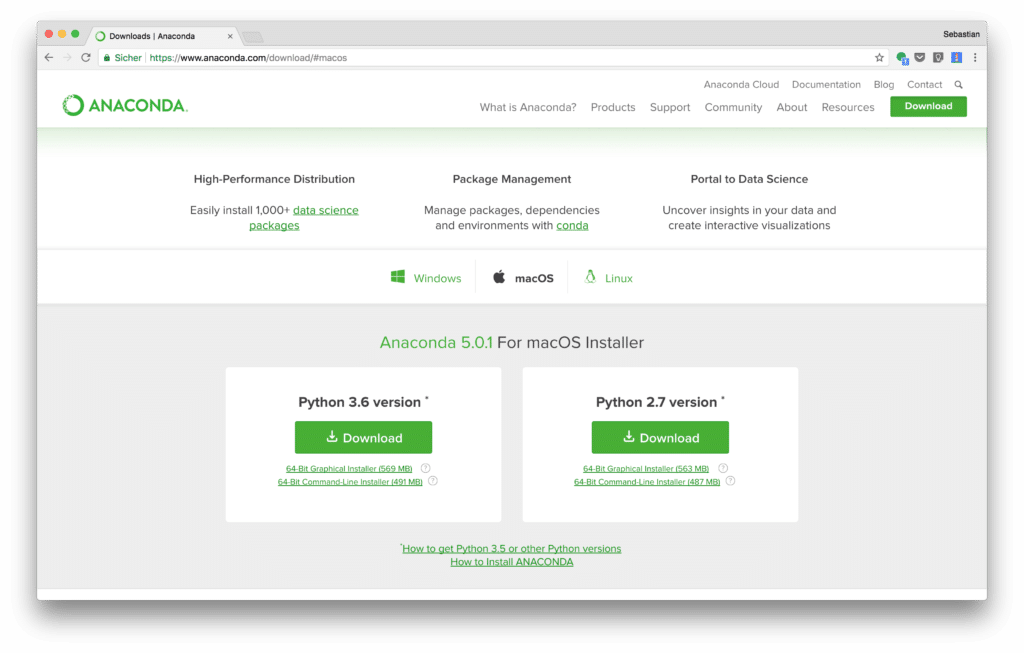 Downloads | Anaconda
Sebastian
Sicher https://www.anaconda.com/download/#macos
Anaconda Cloud Documentation Blog Contact
ANACONDA.
What is Anaconda? Products Support Community About Resources Download
High-Performance Distribution
Easily install 1,000+ data science
packages
Package Management
Manage packages, dependencies
and environments with conda
Portal to Data Science
Uncover insights in your data and
create interactive visualizations
Windows macOS Linux
Anaconda 5.0.1 For macOS Installer
Python 3.6 version *
Download
64-Bit Graphical Installer (569 MB) ?
64-Bit Command-Line Installer (491 MB) ?
Python 2.7 version *
Download
64-Bit Graphical Installer (563 MB) ?
64-Bit Command-Line Installer (487 MB) ?
*How to get Python 3.5 or other Python versions
How to Install ANACONDA